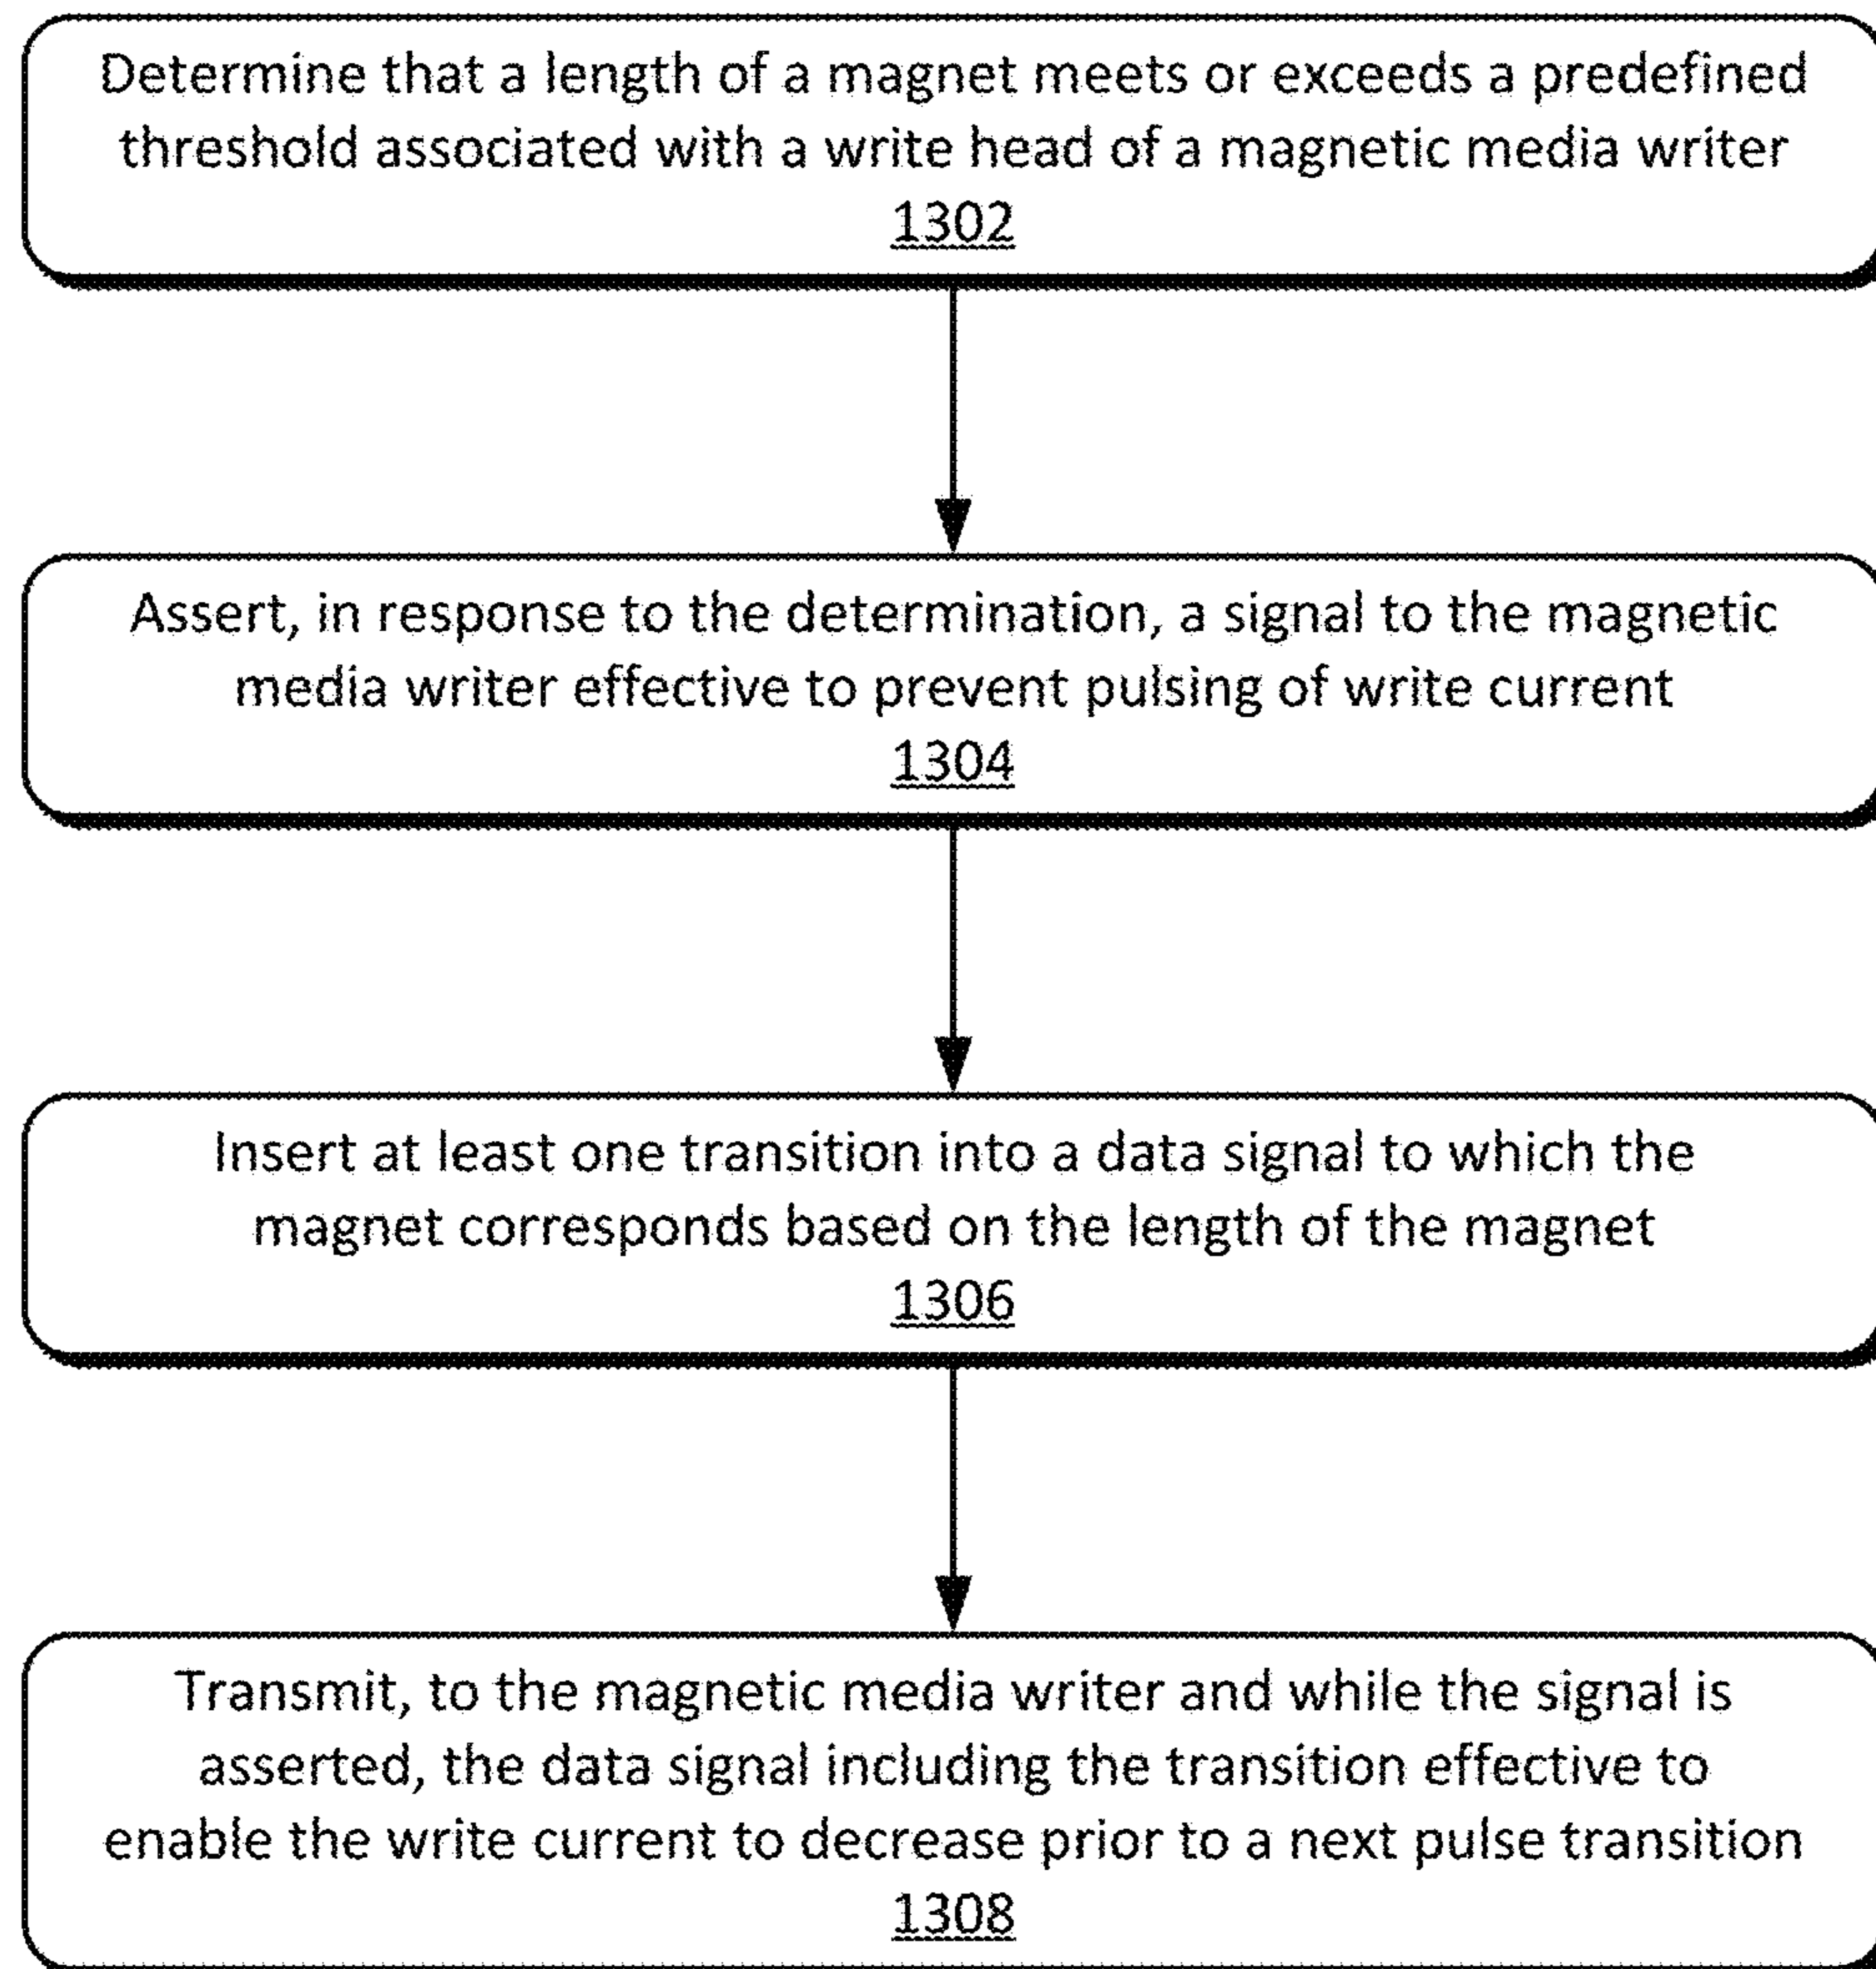 Determine that a length of a magnet meets or exceeds a predefined
threshold associated with a write head of a magnetic media writer
1302
Assert, in response to the determination, a signal to the magnetic
media writer effective to prevent pulsing of write current
1304
Insert at least one transition into a data signal to which the
magnet corresponds based on the length of the magnet
1306
Transmit, to the magnetic media writer and while the signal is
asserted, the data signal including the transition effective to
enable the write current to decrease prior to a next pulse transition
1308